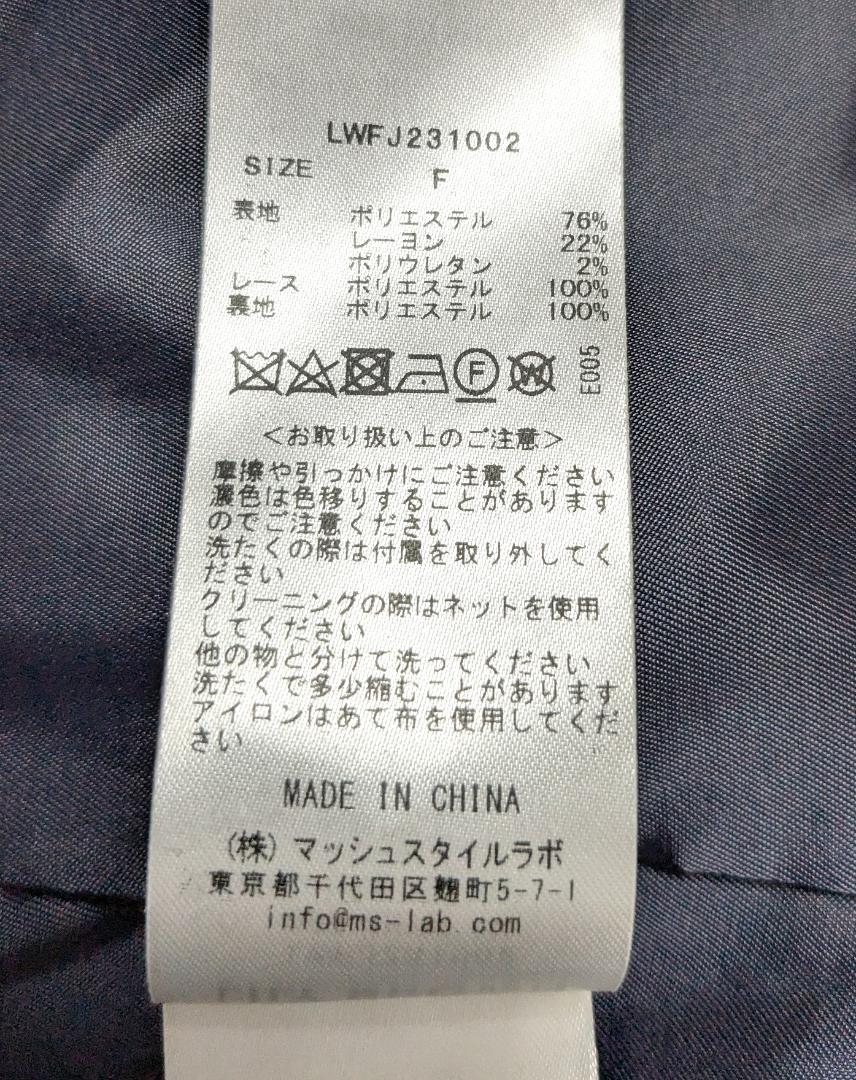 LWFJ231002
SIZE F
表地 ポリエステル 76%
レーヨン 22%
ポリウレタン 2%
レース ポリエステル 100%
裏地 ポリエステル 100%
F W E005
＜お取り扱い上のご注意＞
摩擦や引っかけにご注意ください
濃色は色移りすることがあります
のでご注意ください
洗たくの際は付属を取り外してく
ださい
クリーニングの際はネットを使用
してください
他の物と分けて洗ってください
洗たくで多少縮むことがあります
アイロンはあて布を使用してくだ
さい
MADE IN CHINA
(株) マッシュスタイルラボ
東京都千代田区麹町5-7-1
info@ms-lab.com